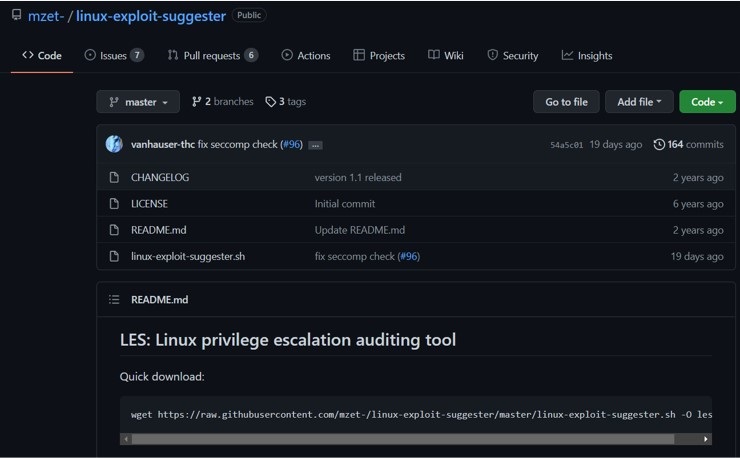 mzet- / linux-exploit-suggester Public
Code Issues 7 Pull requests 6 Actions Projects Wiki Security Insights
master 2 branches 3 tags Go to file Add file Code
vanhauser-thc fix seccomp check (#96) ... 54a5c01 19 days ago 164 commits
CHANGELOG version 1.1 released 2 years ago
LICENSE Initial commit 6 years ago
README.md Update README.md 2 years ago
linux-exploit-suggester.sh fix seccomp check (#96) 19 days ago
README.md
LES: Linux privilege escalation auditing tool
Quick download:
wget https://raw.githubusercontent.com/mzet-/linux-exploit-suggester/master/linux-exploit-suggester.sh -O les